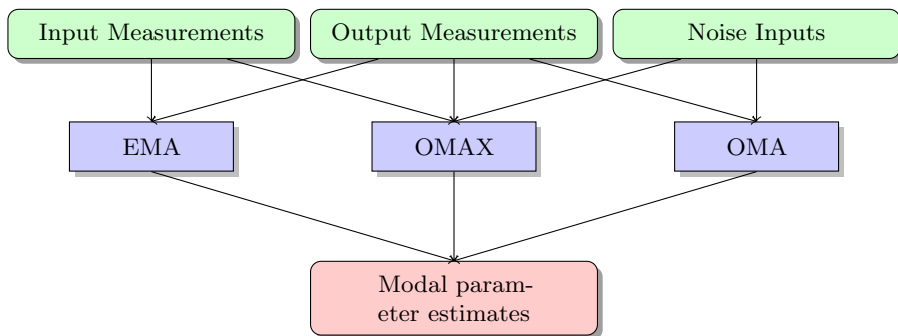 Input Measurements
Output Measurements
Noise Inputs
EMA
OMAX
OMA
Modal param-
eter estimates